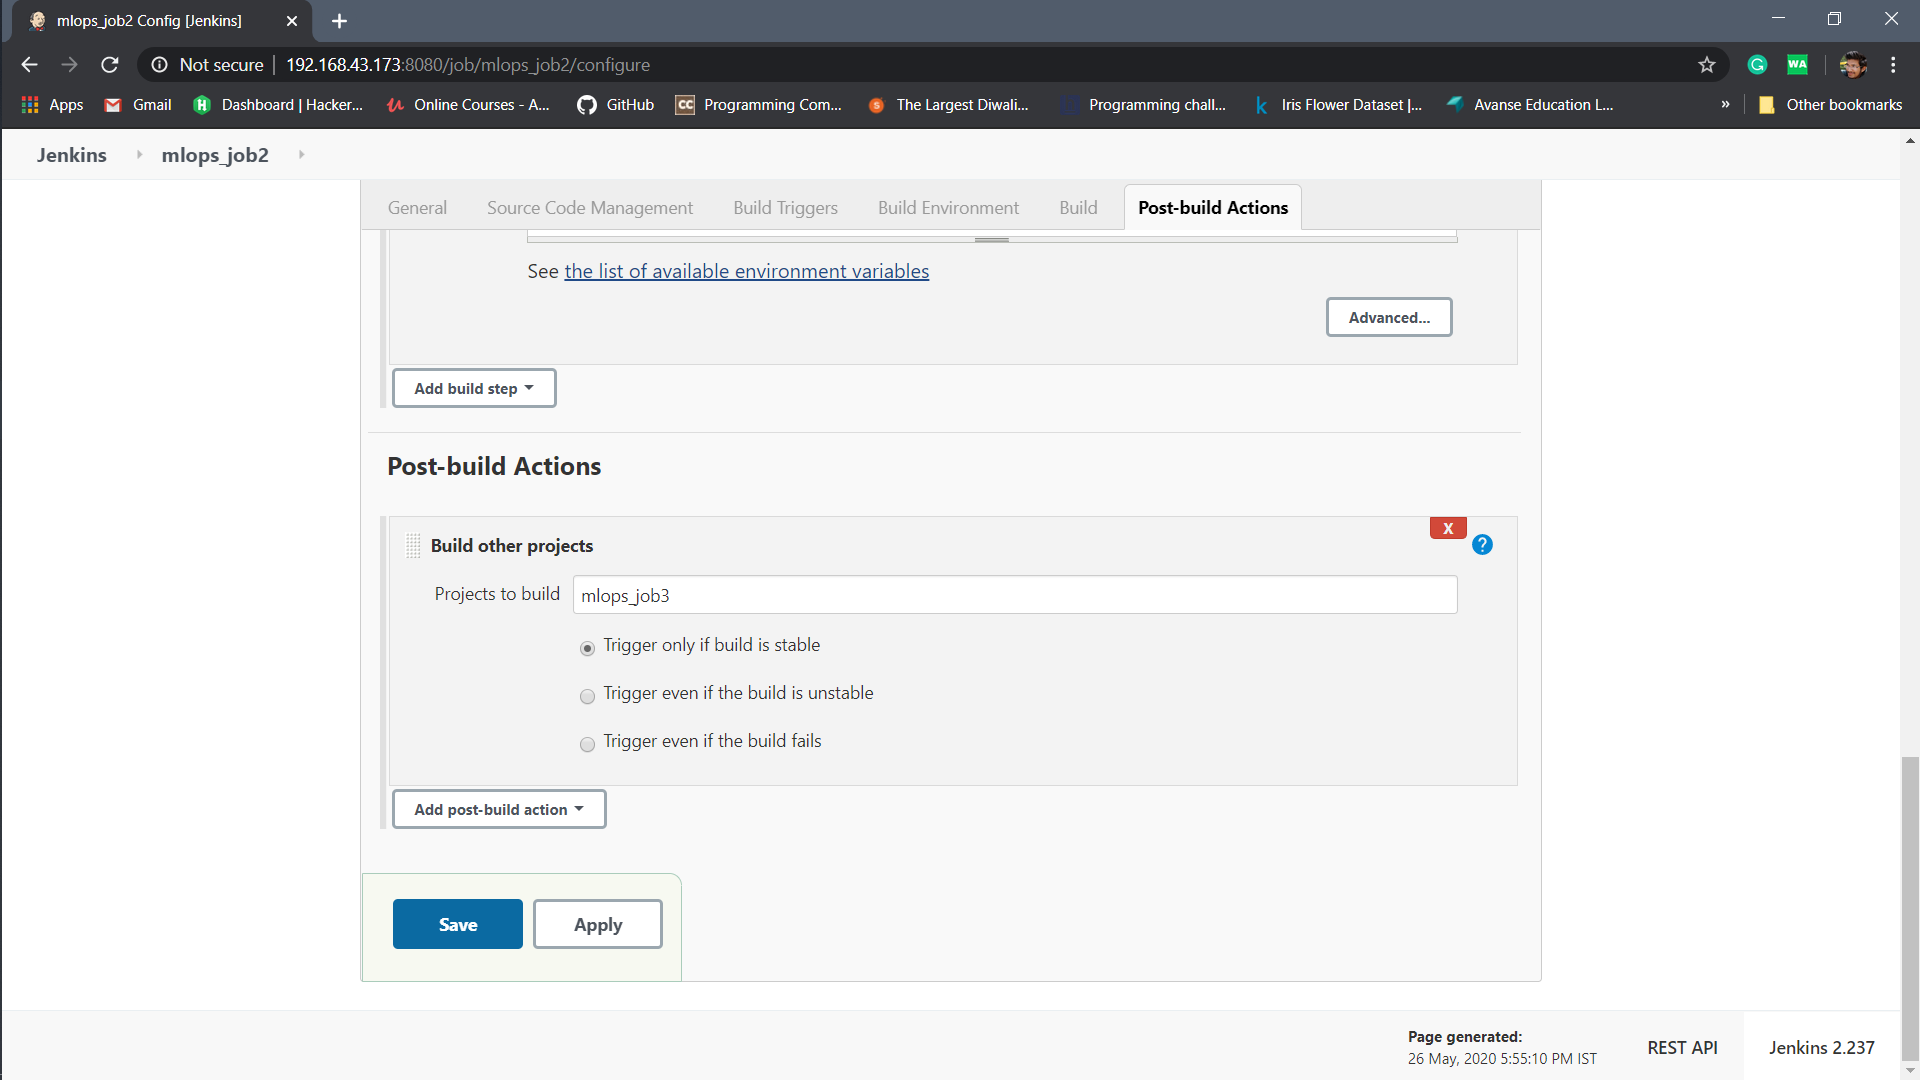 mlops_job2 Config [Jenkins]
Not secure | 192.168.43.173:8080/job/mlops_job2/configure
G WA
Apps Gmail Dashboard | Hacker... Online Courses - A... GitHub CC Programming Com... The Largest Diwali... Programming chall... k Iris Flower Dataset |... Avanse Education L... » Other bookmarks
Jenkins mlops_job2
General Source Code Management Build Triggers Build Environment Build Post-build Actions
See the list of available environment variables
Advanced...
Add build step
Post-build Actions
X
Build other projects ?
Projects to build mlops_job3
Trigger only if build is stable
Trigger even if the build is unstable
Trigger even if the build fails
Add post-build action
Save Apply
Page generated:
26 May, 2020 5:55:10 PM IST
REST API Jenkins 2.237